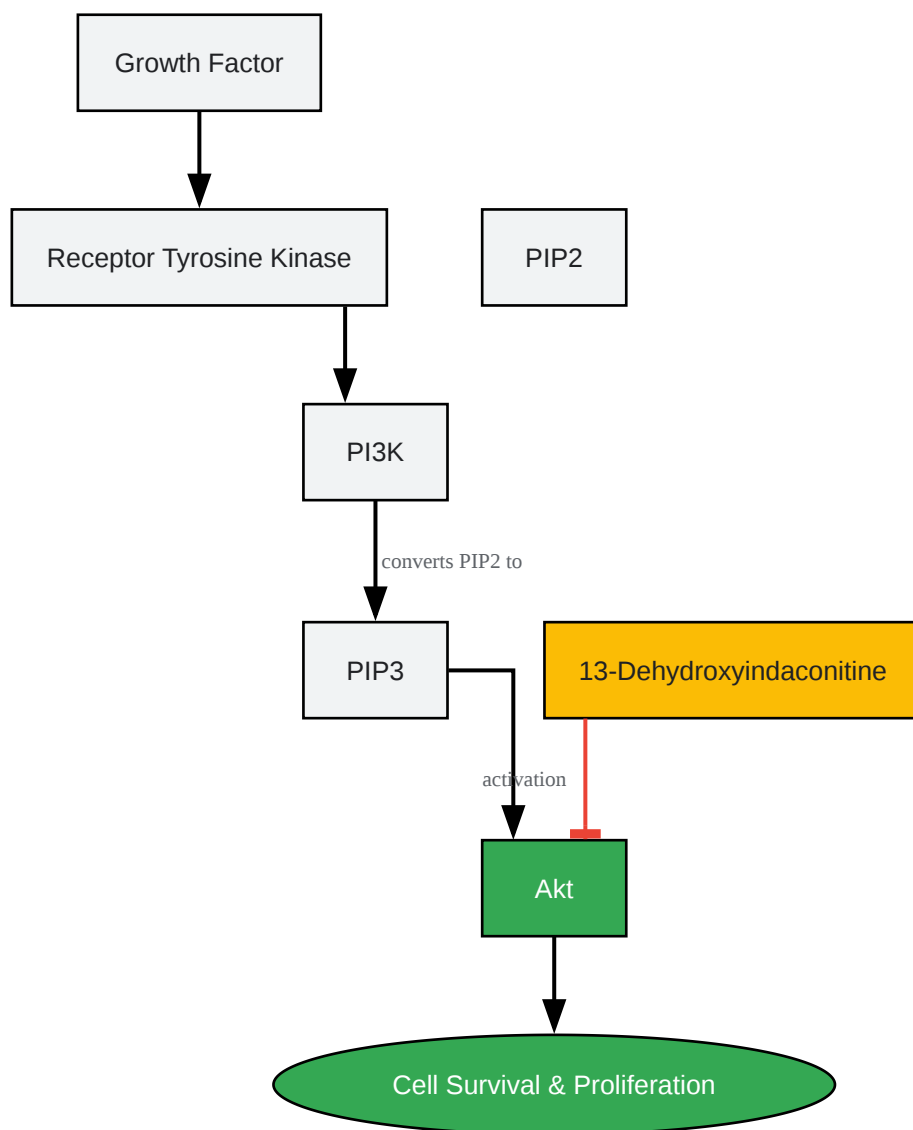 Growth Factor
Receptor Tyrosine Kinase
PIP2
PI3K
converts PIP2 to
PIP3
13-Dehydroxyindaconitine
activation
Akt
Cell Survival & Proliferation